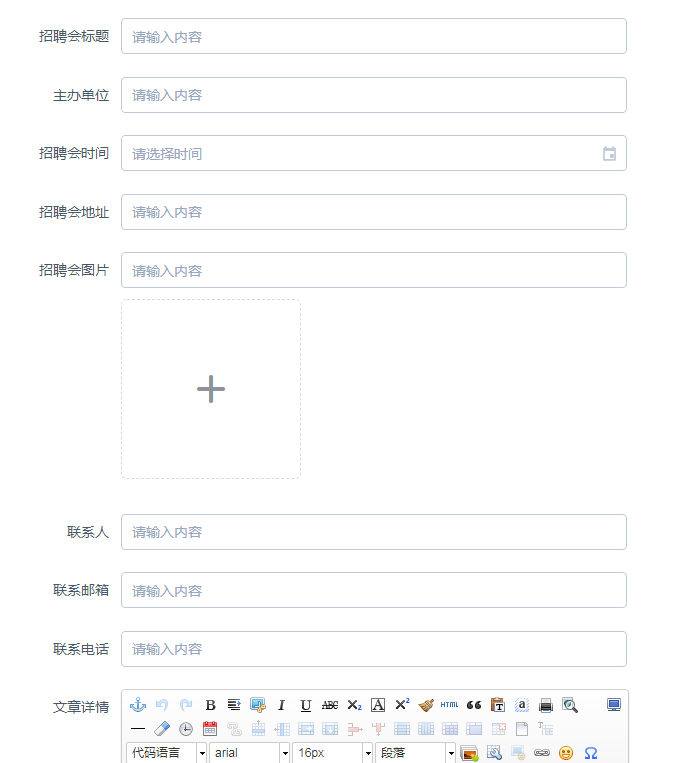 招聘会标题 请输入内容
主办单位 请输入内容
招聘会时间 请选择时间
招聘会地址 请输入内容
招聘会图片 请输入内容
联系人 请输入内容
联系邮箱 请输入内容
联系电话 请输入内容
文章详情 B I U ABC X₂ A X² HTML T a
代码语言 arial 16px 段落 Ω